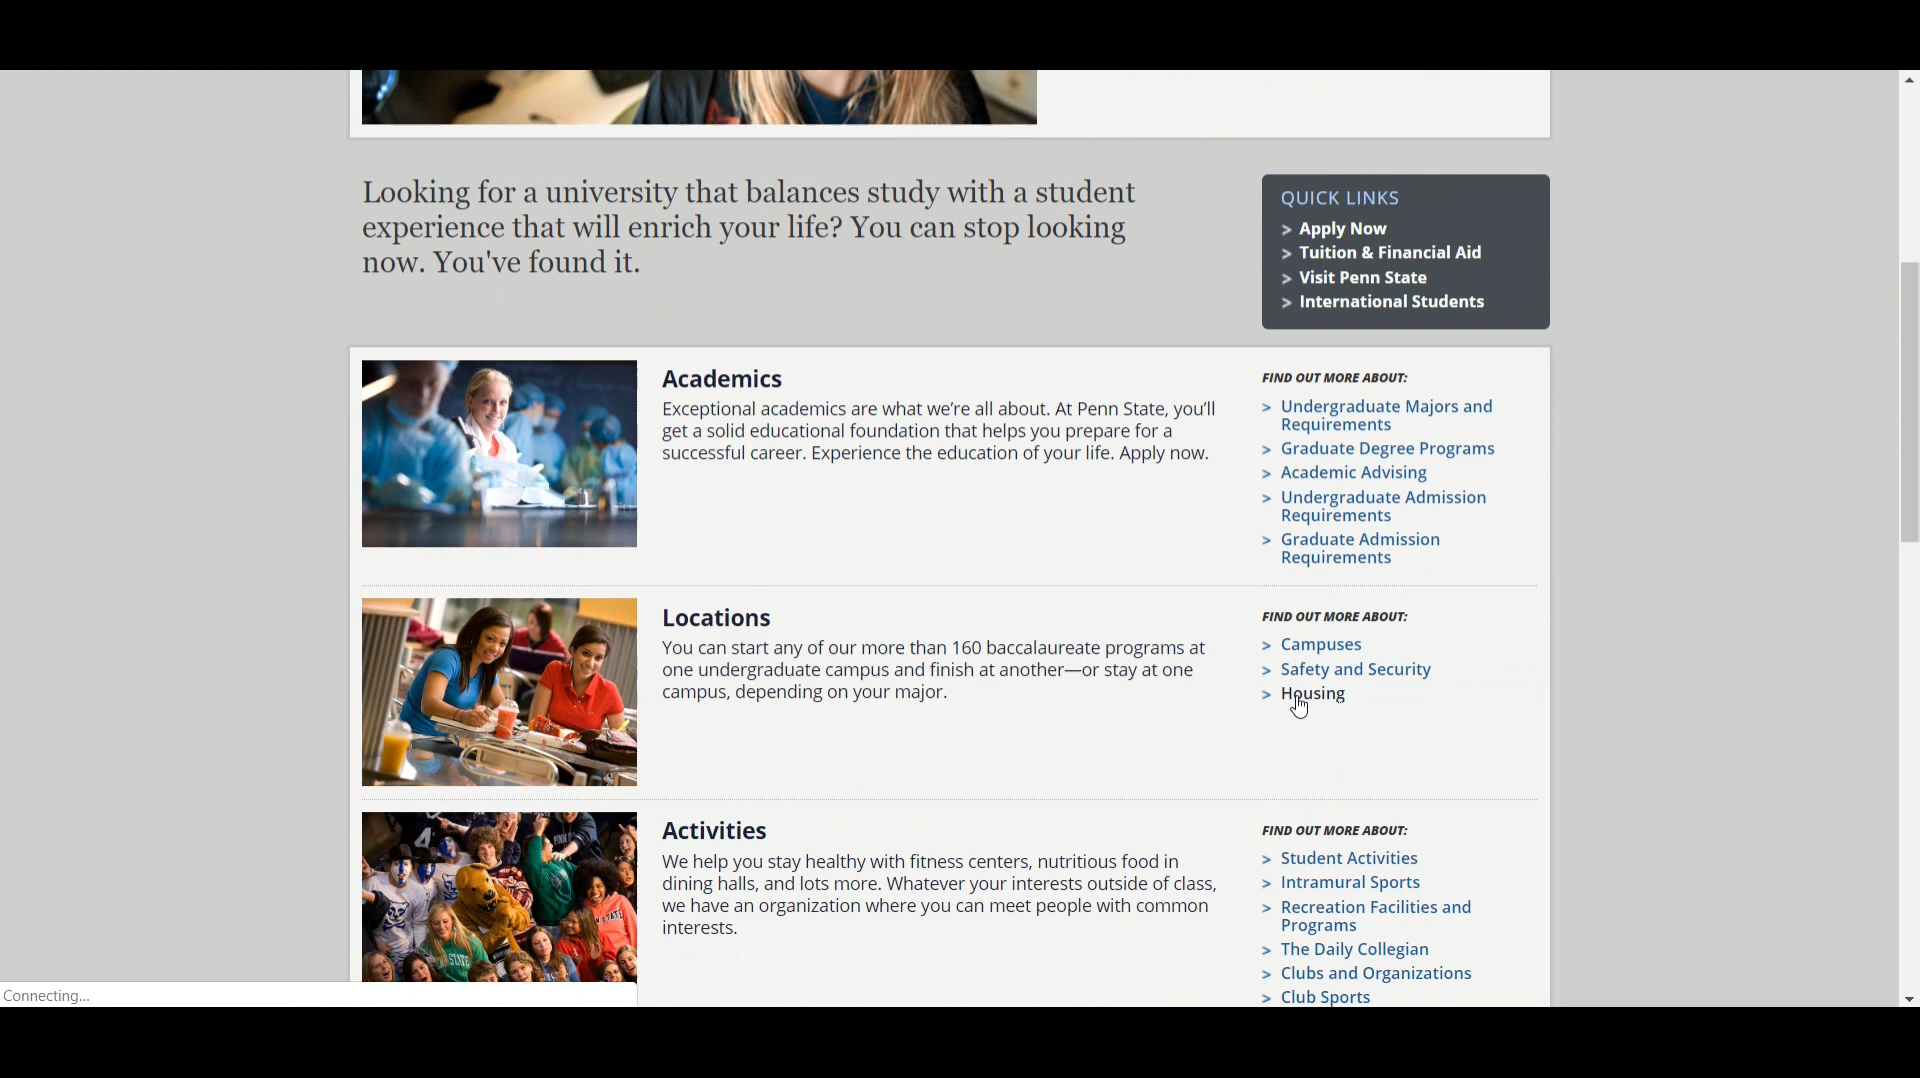 Looking for a university that balances study with a student
experience that will enrich your life? You can stop looking
now. You've found it.
QUICK LINKS
> Apply Now
> Tuition & Financial Aid
> Visit Penn State
> International Students
Academics
Exceptional academics are what we're all about. At Penn State, you'll
get a solid educational foundation that helps you prepare for a
successful career. Experience the education of your life. Apply now.
FIND OUT MORE ABOUT:
> Undergraduate Majors and
Requirements
> Graduate Degree Programs
> Academic Advising
> Undergraduate Admission
Requirements
> Graduate Admission
Requirements
Locations
You can start any of our more than 160 baccalaureate programs at
one undergraduate campus and finish at another—or stay at one
campus, depending on your major.
FIND OUT MORE ABOUT:
> Campuses
> Safety and Security
> Housing
Activities
We help you stay healthy with fitness centers, nutritious food in
dining halls, and lots more. Whatever your interests outside of class,
we have an organization where you can meet people with common
interests.
FIND OUT MORE ABOUT:
> Student Activities
> Intramural Sports
> Recreation Facilities and
Programs
> The Daily Collegian
> Clubs and Organizations
> Club Sports
Connecting...